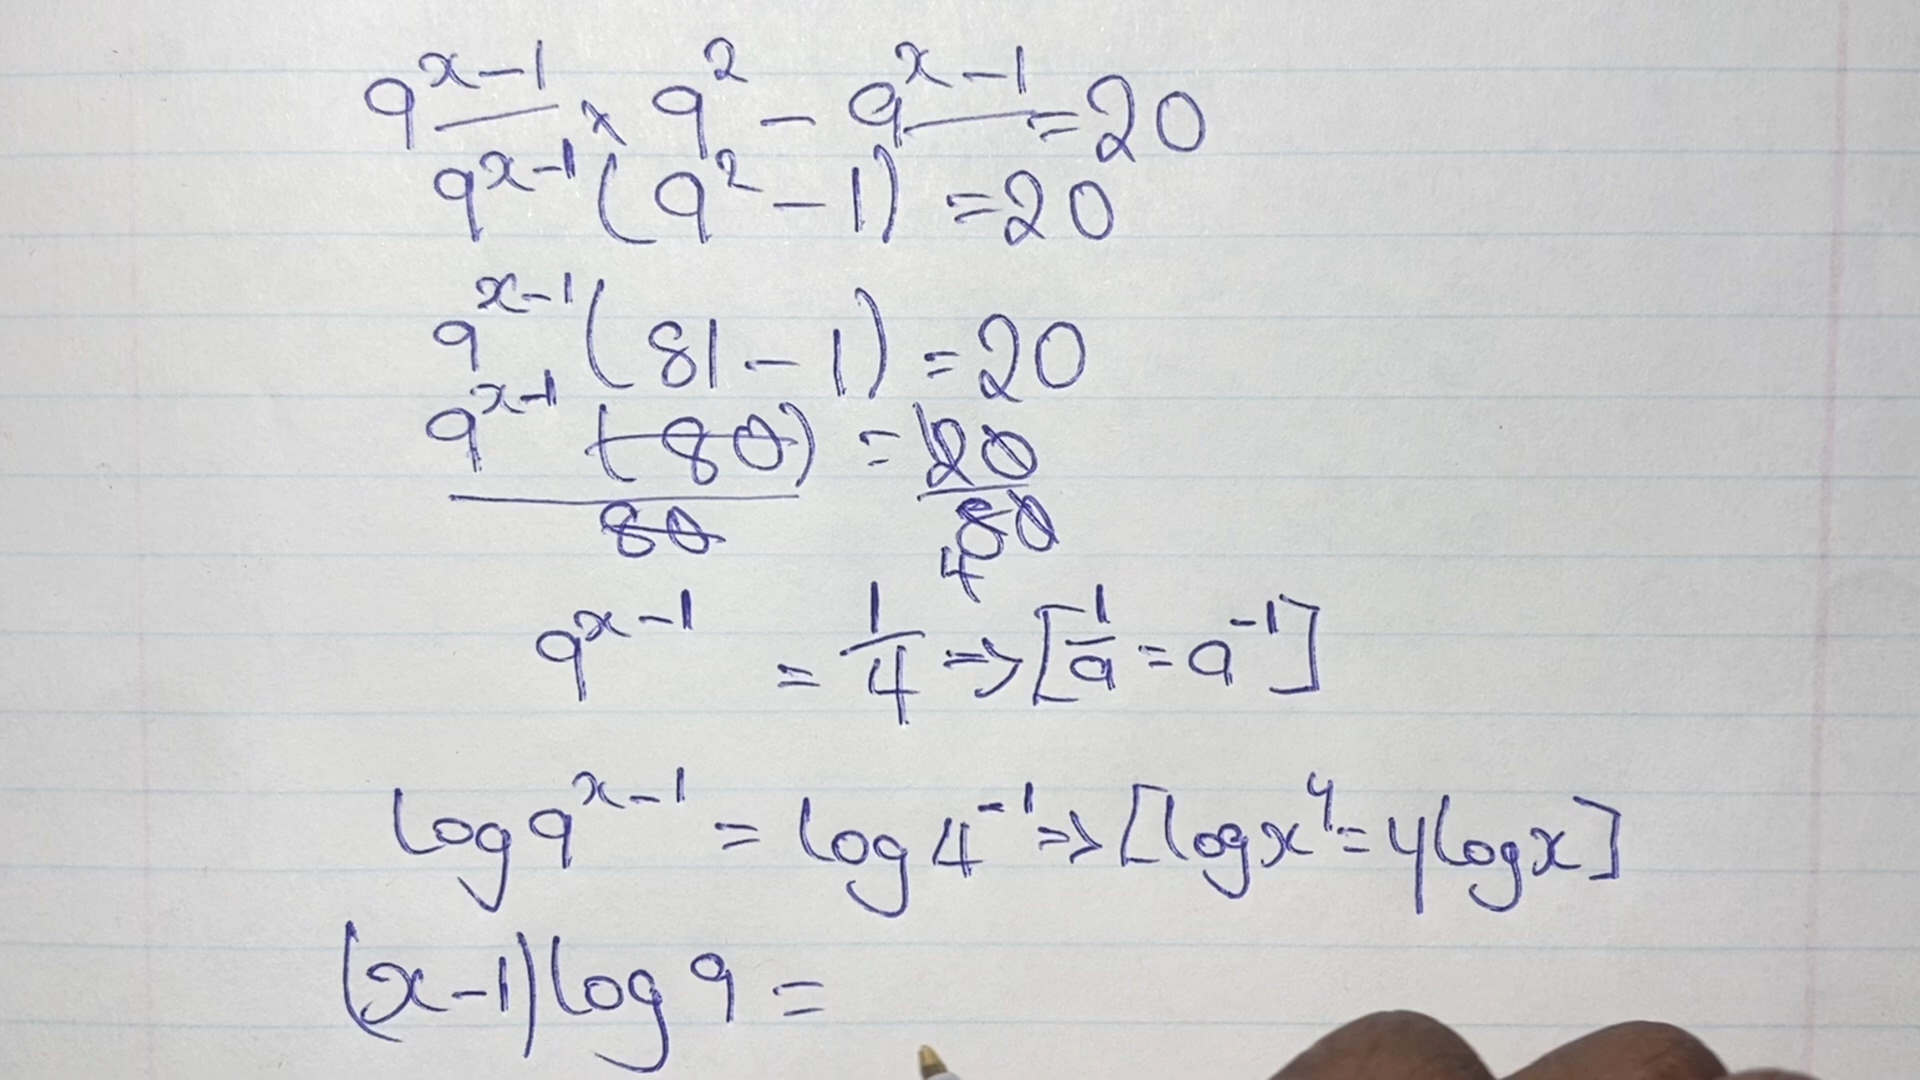 9^(x-1) × 9^2 - 9^(x-1) = 20
9^(x-1) (9^2 - 1) = 20
9^(x-1) (81 - 1) = 20
9^(x-1) (80) / 80 = 20 / 80
4
9^(x-1) = 1/4 => [1/a = a^-1]
log 9^(x-1) = log 4^-1 => [log x^y = y log x]
(x-1) log 9 =